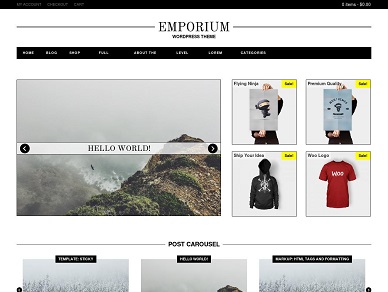 MY ACCOUNT CHECKOUT CART 0 items - $0.00
EMPORIUM
WORDPRESS THEME
HOME BLOG SHOP FULL ABOUT THE LEVEL LOREM CATEGORIES
HELLO WORLD!
Flying Ninja Sale!
Premium Quality Sale!
Ship Your Idea Sale!
Woo Logo Sale!
WOO
POST CAROUSEL
TEMPLATE: STICKY
HELLO WORLD!
MARKUP: HTML TAGS AND FORMATTING